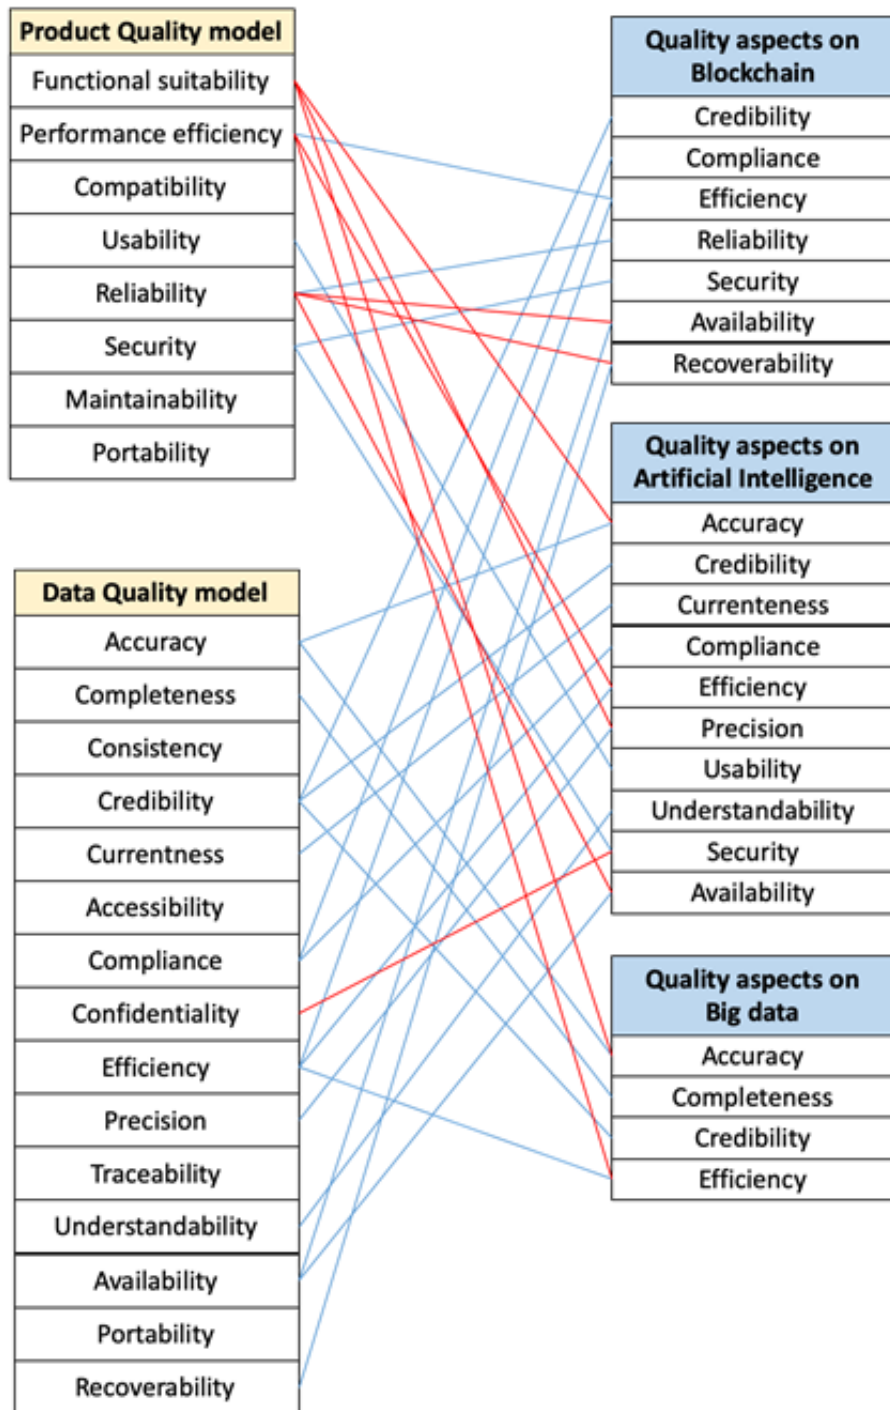 Product Quality model
Functional suitability
Performance efficiency
Compatibility
Usability
Reliability
Security
Maintainability
Portability
Data Quality model
Accuracy
Completeness
Consistency
Credibility
Currentness
Accessibility
Compliance
Confidentiality
Efficiency
Precision
Traceability
Understandability
Availability
Portability
Recoverability
Quality aspects on
Blockchain
Credibility
Compliance
Efficiency
Reliability
Security
Availability
Recoverability
Quality aspects on
Artificial Intelligence
Accuracy
Credibility
Currenteness
Compliance
Efficiency
Precision
Usability
Understandability
Security
Availability
Quality aspects on
Big data
Accuracy
Completeness
Credibility
Efficiency